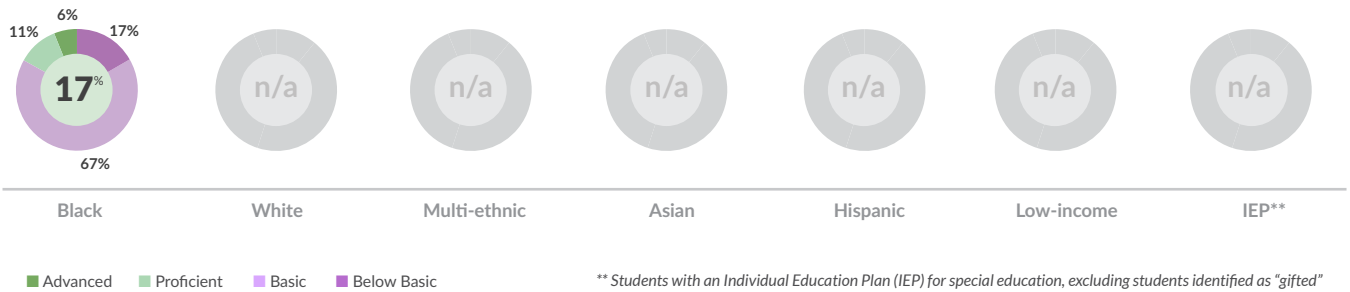 6%
11%
17%
17%
n/a
n/a
n/a
n/a
n/a
n/a
67%
Black
White
Multi-ethnic
Asian
Hispanic
Low-income
IEP**
Advanced
Proficient
Basic
Below Basic
** Students with an Individual Education Plan (IEP) for special education, excluding students identified as “gifted”